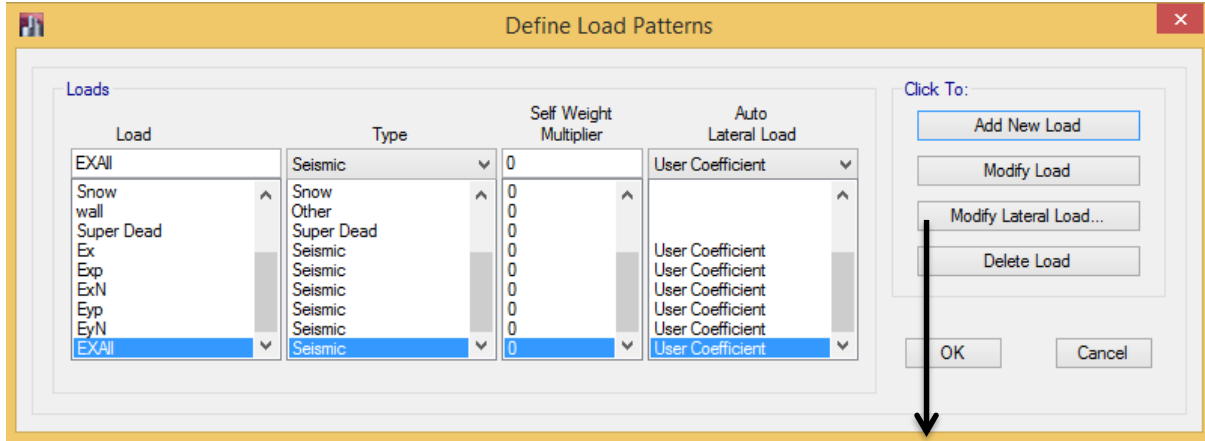 Define Load Patterns
Loads
Click To:
Load Type Self Weight Multiplier Auto Lateral Load
EXAll Seismic 0 User Coefficient
Snow Snow 0
wall Other 0
Super Dead Super Dead 0
Ex Seismic 0 User Coefficient
Exp Seismic 0 User Coefficient
ExN Seismic 0 User Coefficient
Eyp Seismic 0 User Coefficient
EyN Seismic 0 User Coefficient
EXAll Seismic 0 User Coefficient
Add New Load
Modify Load
Modify Lateral Load...
Delete Load
OK Cancel